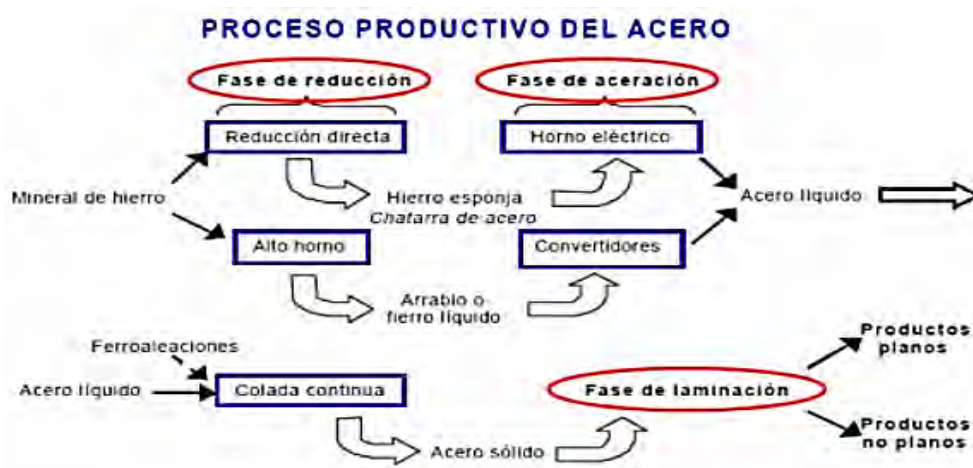 PROCESO PRODUCTIVO DEL ACERO
Fase de reducción
Fase de aceración
Reducción directa
Horno eléctrico
Mineral de hierro
Hierro esponja
Chatarra de acero
Acero líquido
Alto horno
Convertidores
Arrabio o
fierro líquido
Ferroaleaciones
Acero líquido
Colada continua
Fase de laminación
Productos
planos
Productos
no planos
Acero sólido